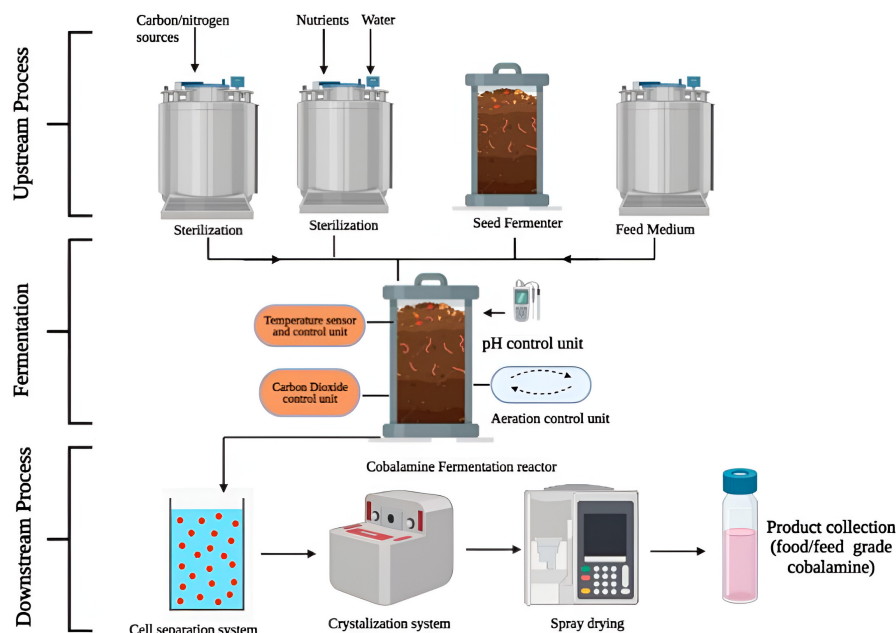 Upstream Process
Carbon/nitrogen
sources
Nutrients
Water
Sterilization
Sterilization
Seed Fermenter
Feed Medium
Fermentation
Temperature sensor
and control unit
pH control unit
Carbon Dioxide
control unit
Aeration control unit
Cobalamine Fermentation reactor
Downstream Process
Cell separation system
Crystalization system
Spray drying
Product collection
(food/feed grade
cobalamine)